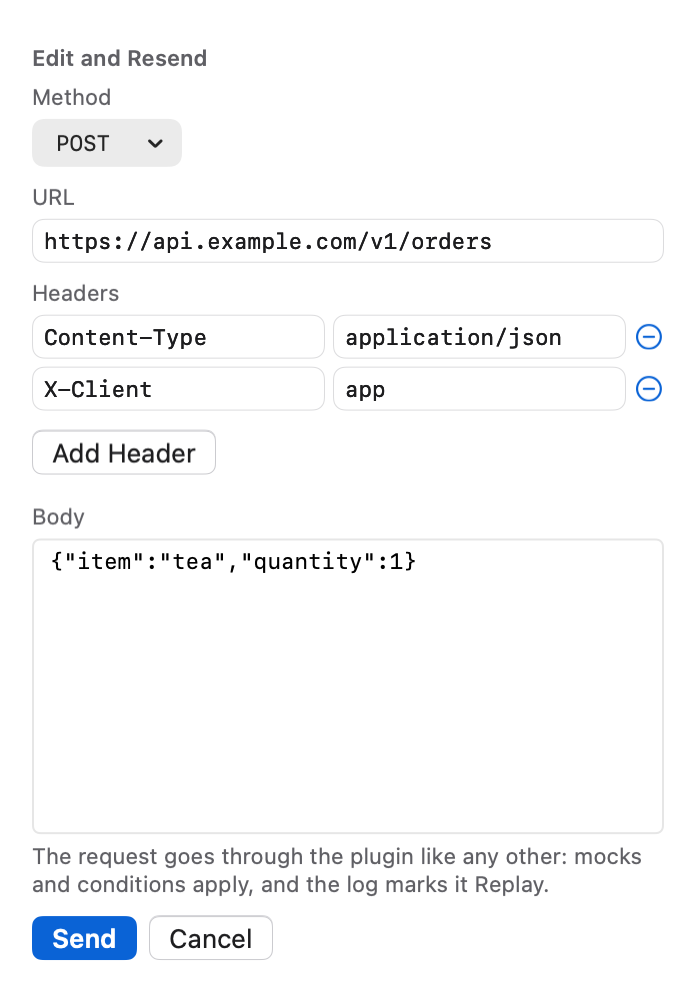 Edit and Resend
Method
POST
URL
https://api.example.com/v1/orders
Headers
Content-Type application/json
X-Client app
Add Header
Body
{"item":"tea","quantity":1}
The request goes through the plugin like any other: mocks
and conditions apply, and the log marks it Replay.
Send Cancel